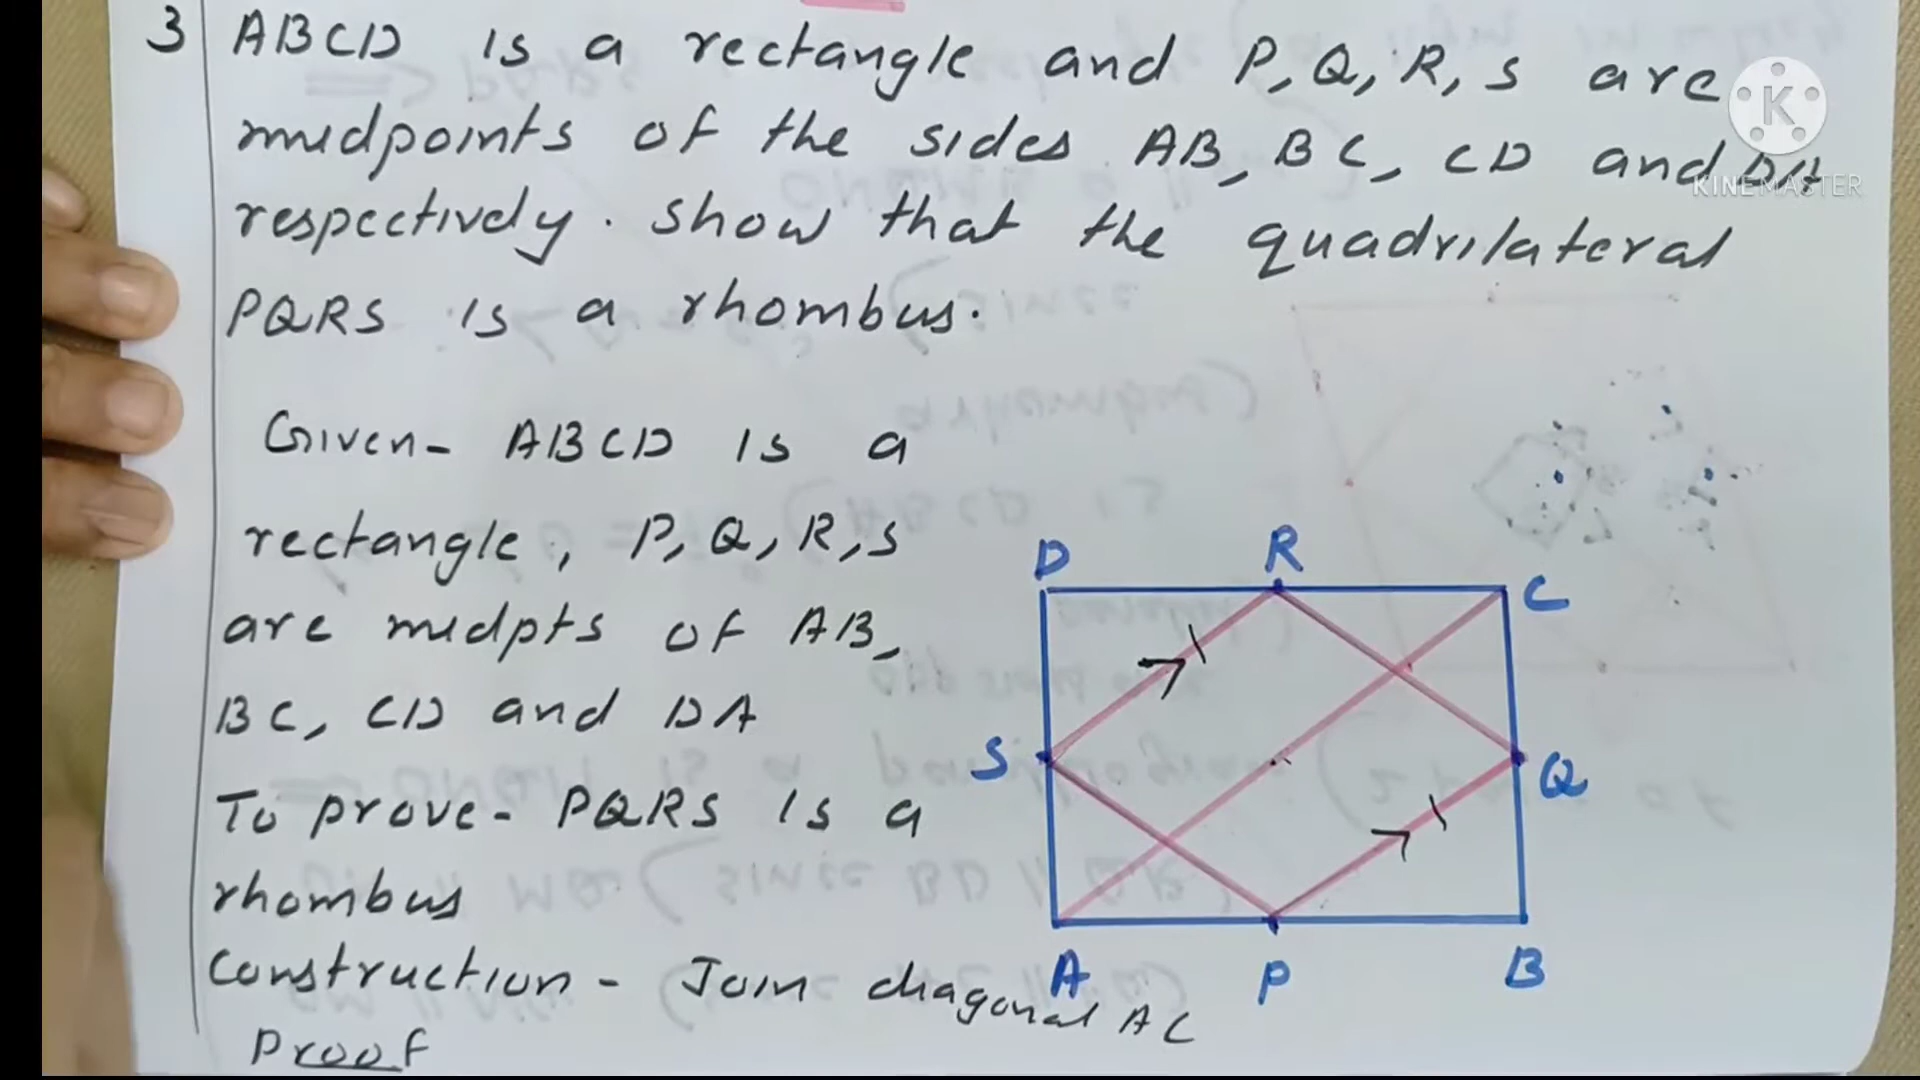 3 ABCD is a rectangle and P, Q, R, S are
midpoints of the sides AB, BC, CD and DA
respectively. Show that the quadrilateral
PQRS is a rhombus.
Given - ABCD is a
rectangle, P, Q, R, S
are midpts of AB,
BC, CD and DA
To prove - PQRS is a
rhombus
Construction - Join diagonal AC
Proof
D R C
S Q
A P B
K
KINEMASTER